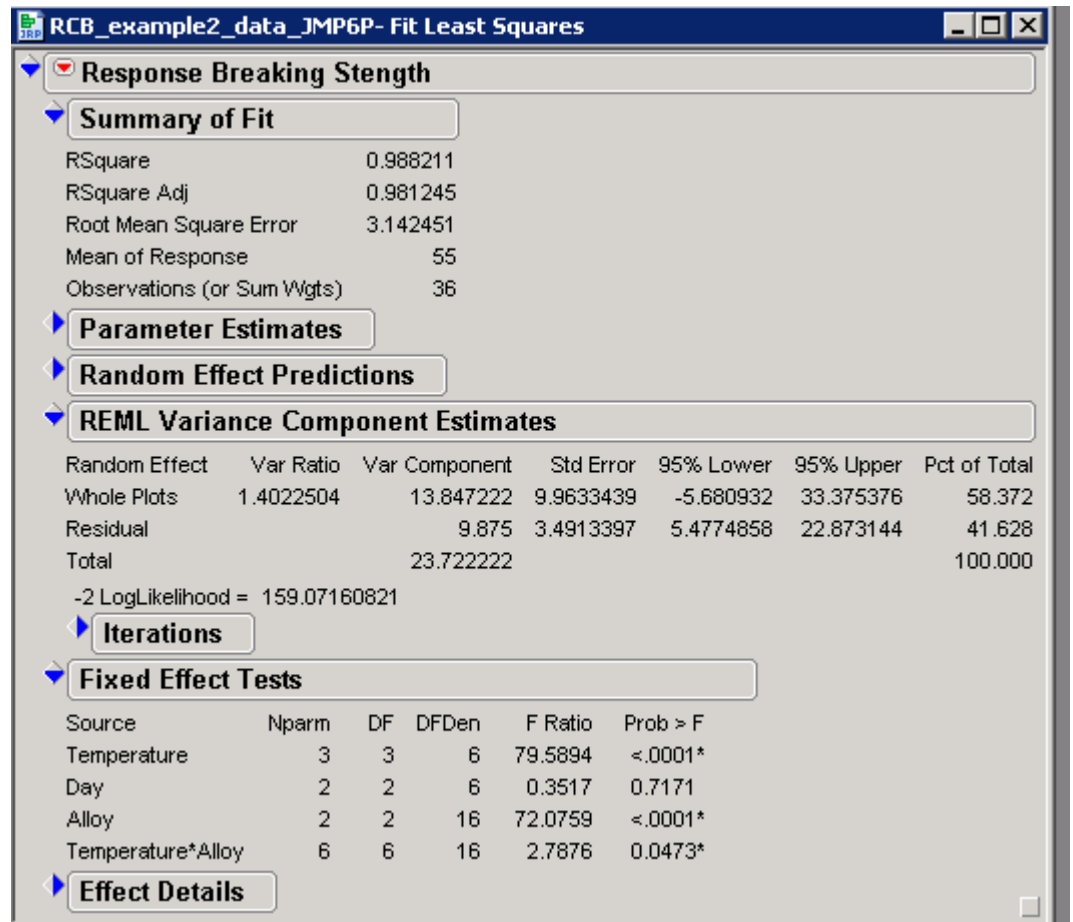 JRP RCB_example2_data_JMP6P- Fit Least Squares
Response Breaking Stength
Summary of Fit
RSquare 0.988211
RSquare Adj 0.981245
Root Mean Square Error 3.142451
Mean of Response 55
Observations (or Sum Wgts) 36
Parameter Estimates
Random Effect Predictions
REML Variance Component Estimates
Random Effect Var Ratio Var Component Std Error 95% Lower 95% Upper Pct of Total
Whole Plots 1.4022504 13.847222 9.9633439 -5.680932 33.375376 58.372
Residual 9.875 3.4913397 5.4774858 22.873144 41.628
Total 23.722222 100.000
-2 LogLikelihood = 159.07160821
Iterations
Fixed Effect Tests
Source Nparm DF DFDen F Ratio Prob > F
Temperature 3 3 6 79.5894 <.0001*
Day 2 2 6 0.3517 0.7171
Alloy 2 2 16 72.0759 <.0001*
Temperature*Alloy 6 6 16 2.7876 0.0473*
Effect Details